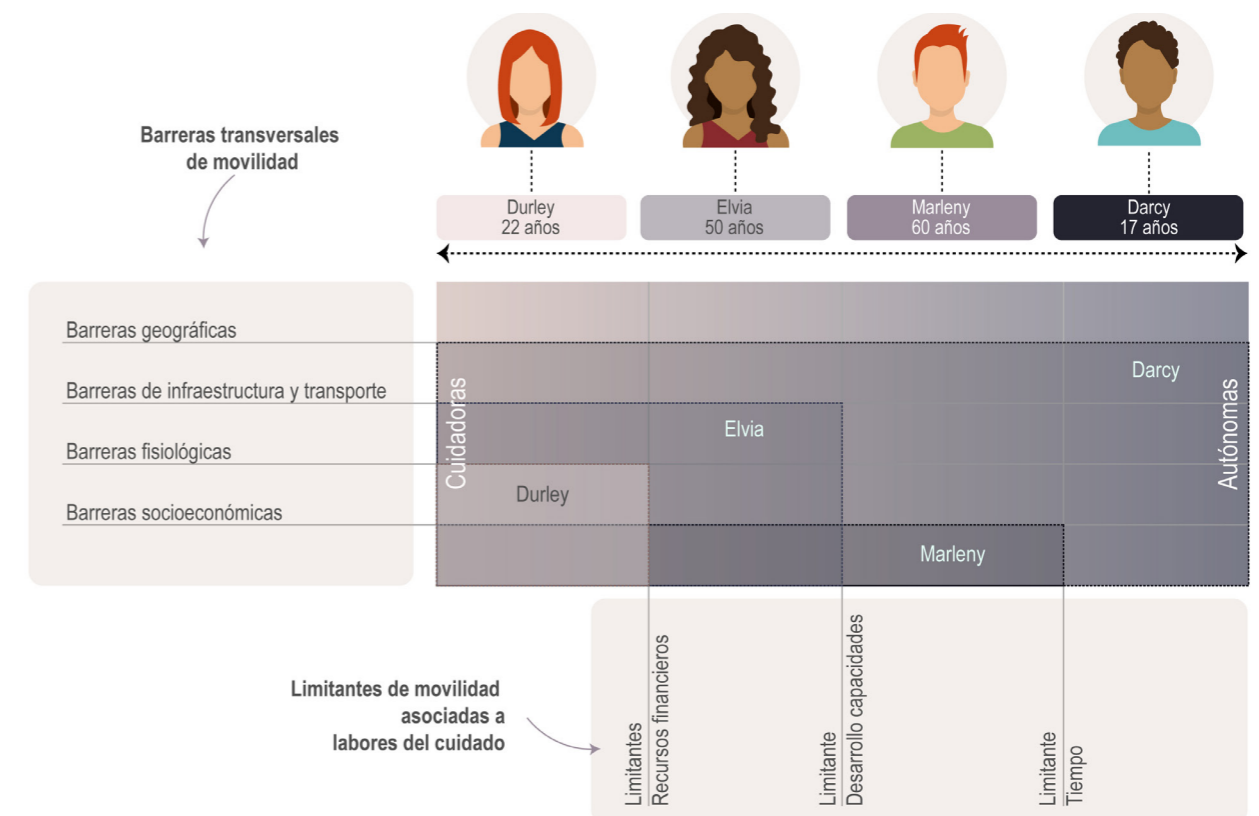 Barreras transversales
de movilidad
Durley
22 años
Elvia
50 años
Marleny
60 años
Darcy
17 años
Barreras geográficas
Barreras de infraestructura y transporte
Barreras fisiológicas
Barreras socioeconómicas
Cuidadoras
Autónomas
Darcy
Elvia
Durley
Marleny
Limitantes de movilidad
asociadas a
labores del cuidado
Limitantes
Recursos financieros
Limitante
Desarrollo capacidades
Limitante
Tiempo